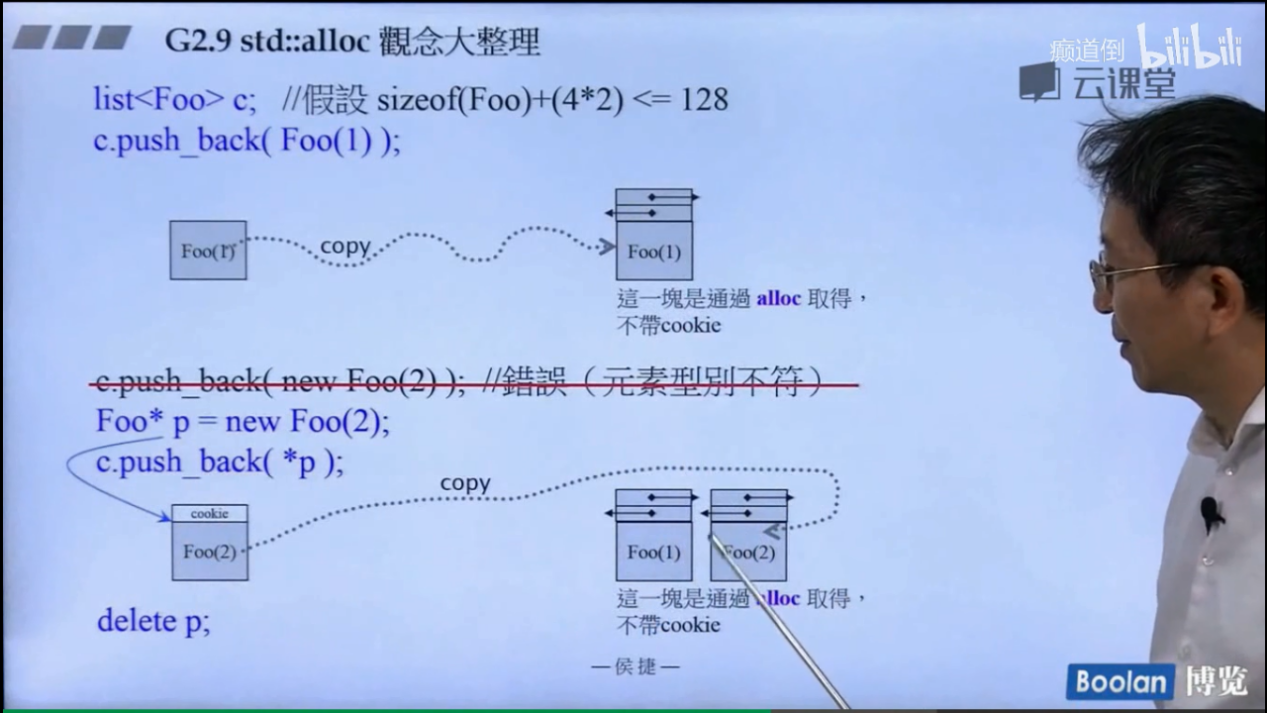 G2.9 std::alloc 觀念大整理
癲道倒 bilibili
云课堂
list<Foo> c; //假設 sizeof(Foo)+(4*2) <= 128
c.push_back( Foo(1) );
Foo(1)
copy
Foo(1)
這一塊是通過 alloc 取得，
不帶cookie
c.push_back( new Foo(2) ); //錯誤（元素型別不符）
Foo* p = new Foo(2);
c.push_back( *p );
copy
cookie
Foo(2)
Foo(1)
Foo(2)
這一塊是通過 alloc 取得，
不帶cookie
delete p;
—侯捷—
Boolan 博览